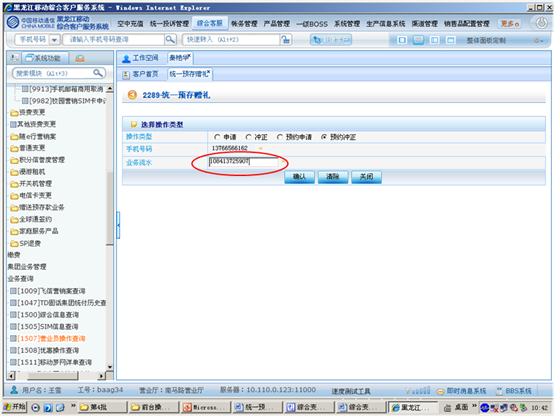 黑龙江移动综合客户服务系统 - Windows Internet Explorer
中国移动通信 CHINA MOBILE 黑龙江移动 综合客户服务系统 空中充值 统一投诉管理 综合客服 帐务管理 产品管理 一级BOSS 系统管理 生产信息系统 渠道管理 销售品配置管理 更多
手机号码 请输入手机号码查询 快速转入 (Alt+2) 整体面板定制
系统功能 工作空间
搜索模块 (Alt+3) 客户首页 统一预存赠礼
[9913]手机邮箱商用取消
[9982]校园营销SIM卡申
资费变更
其他资费变更
随e行营销案
普通变更
积分信誉度管理
漫游租机
开关机管理
电信卡变更
赠送预存款业务
全球通签约
家庭服务产品
SP退费
缴费
集团业务管理
业务查询
[1009]飞信营销案查询
[1047]TD固话集团统付历史查
[1500]综合信息查询
[1505]SIM信息查询
[1507]营业员操作查询
[1508]优惠操作查询
[1511]移动梦网详单查询
2289-统一预存赠礼
选择操作类型
操作类型 申请 冲正 预约申请 预约冲正
手机号码 13766566162
业务流水 108413725907
确认 清除 关闭
用户名：王雪 工号：baag34 营业厅：南马路营业厅 服务器：10.110.0.123:11000 速度测试工具 即时消息系统 BBS系统
开始 第4批 前台操... Micros... 统一预... 综合变... 黑龙江... 综合变... 桌面 10:42